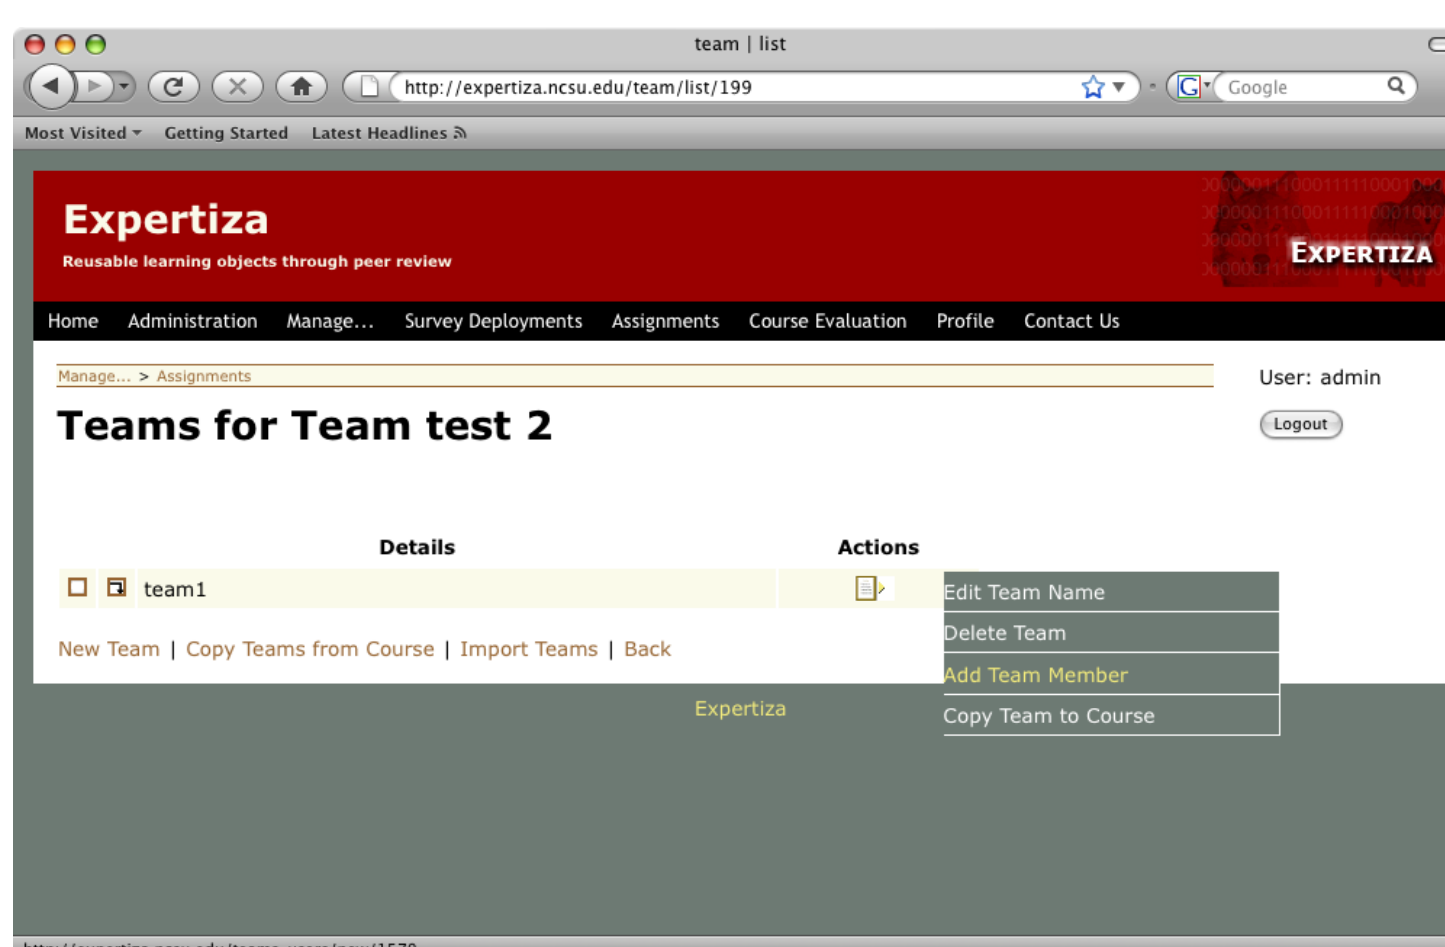 team | list
http://expertiza.ncsu.edu/team/list/199
Google
Most Visited Getting Started Latest Headlines
Expertiza
Reusable learning objects through peer review
EXPERTIZA
Home Administration Manage... Survey Deployments Assignments Course Evaluation Profile Contact Us
Manage... > Assignments
User: admin
Teams for Team test 2
Logout
Details Actions
team1
Edit Team Name
Delete Team
New Team | Copy Teams from Course | Import Teams | Back
Add Team Member
Expertiza
Copy Team to Course